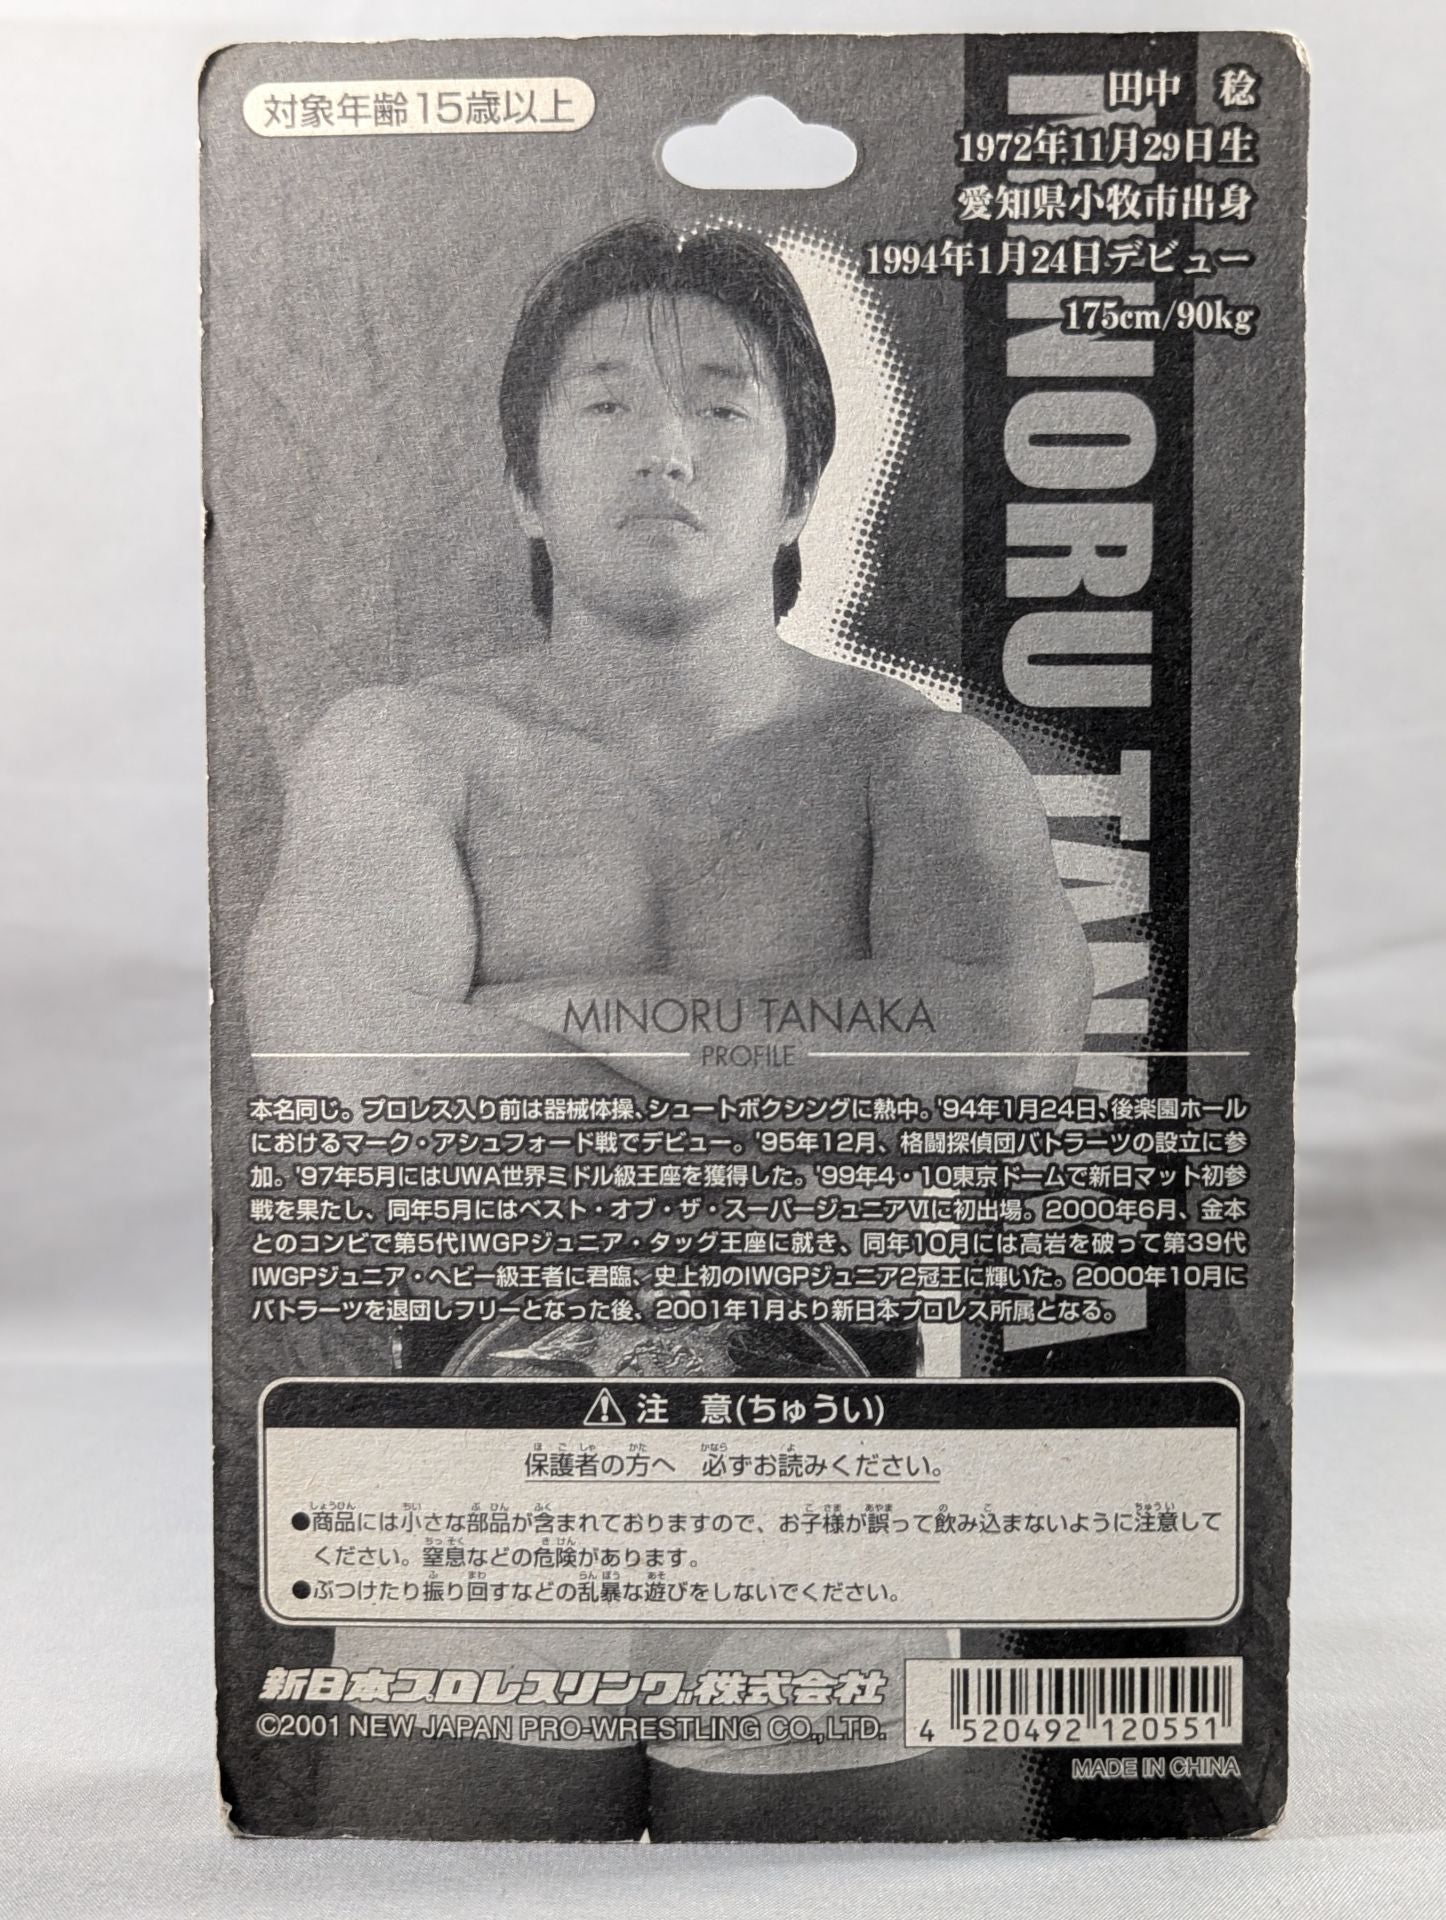 対象年齢15歳以上
田中 稔
1972年11月29日生
愛知県小牧市出身
1994年1月24日デビュー
175cm/90kg
MINORU TANAKA
MINORU TANAKA
PROFILE
本名同じ。プロレス入り前は器械体操、シュートボクシングに熱中。'94年1月24日、後楽園ホール
におけるマーク・アシュフォード戦でデビュー。'95年12月、格闘探偵団バトラーツの設立に参
加。'97年5月にはUWA世界ミドル級王座を獲得した。'99年4・10東京ドームで新日マット初参
戦を果たし、同年5月にはベスト・オブ・ザ・スーパージュニアⅥに初出場。2000年6月、金本
とのコンビで第5代IWGPジュニア・タッグ王座に就き、同年10月には高岩を破って第39代
IWGPジュニア・ヘビー級王者に君臨、史上初のIWGPジュニア2冠王に輝いた。2000年10月に
バトラーツを退団しフリーとなった後、2001年1月より新日本プロレス所属となる。
注 意(ちゅうい)
保護者の方へ 必ずお読みください。
●商品には小さな部品が含まれておりますので、お子様が誤って飲み込まないように注意して
ください。窒息などの危険があります。
●ぶつけたり振り回すなどの乱暴な遊びをしないでください。
新日本プロレスリング株式会社
©2001 NEW JAPAN PRO-WRESTLING CO.,LTD.
4 520492 120551
MADE IN CHINA